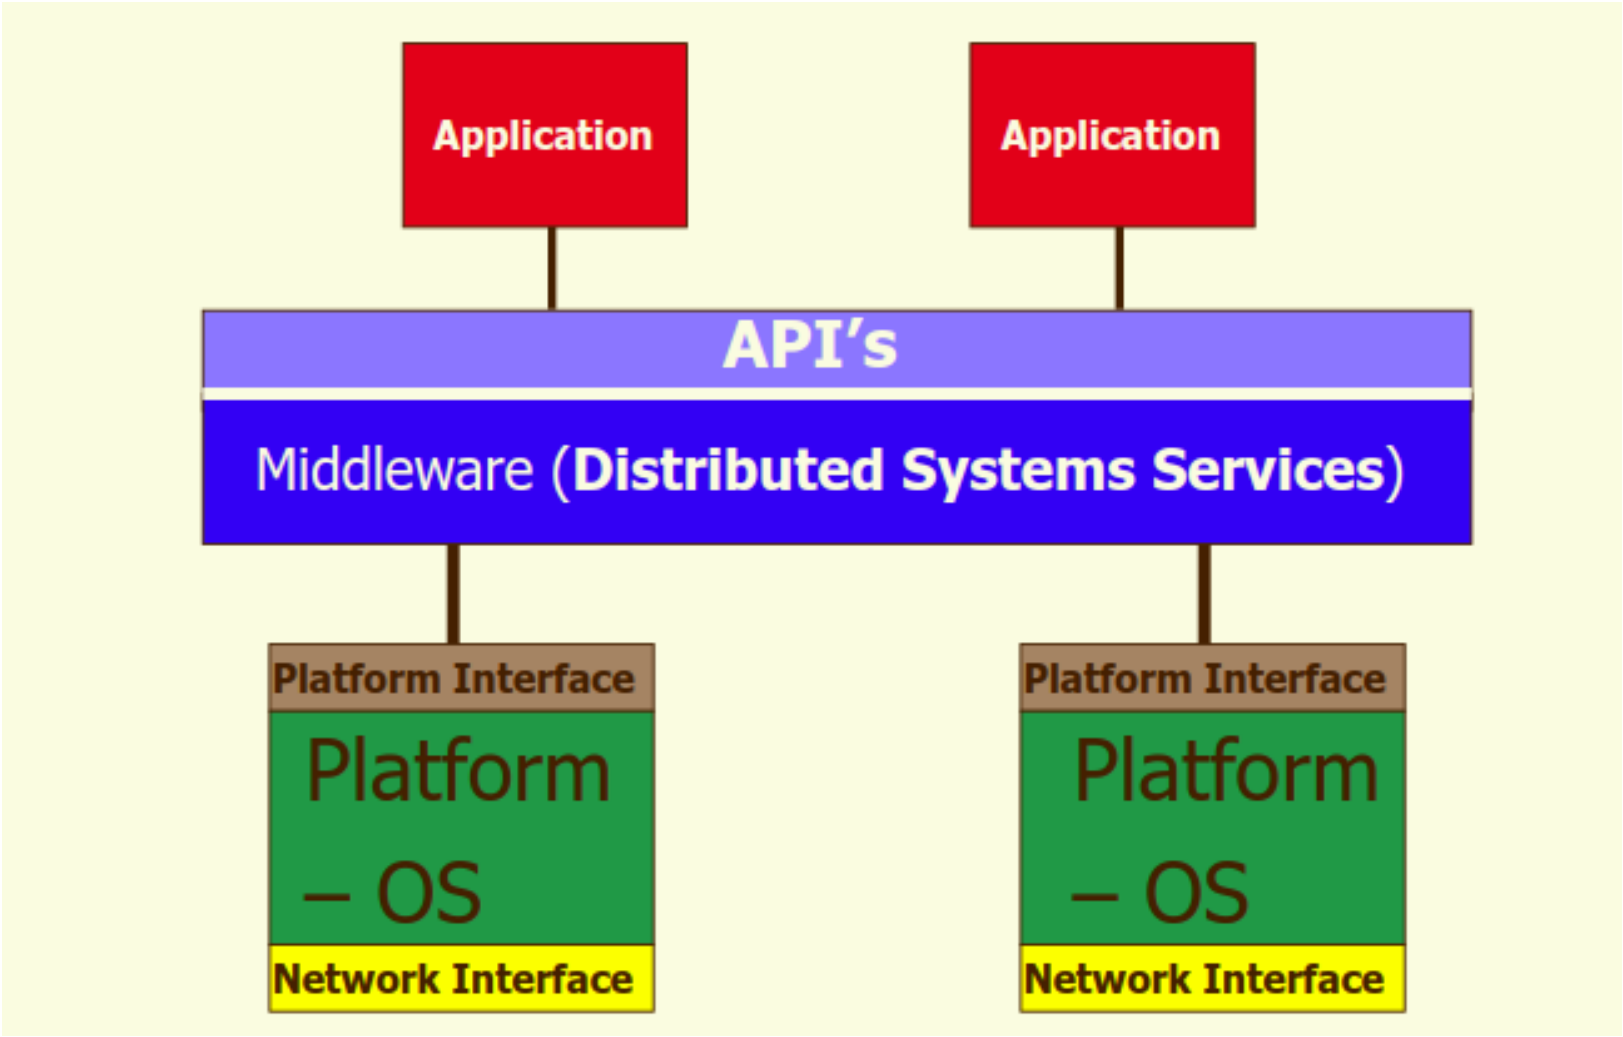 Application
Application
API’s
Middleware (Distributed Systems Services)
Platform Interface
Platform
– OS
Network Interface
Platform Interface
Platform
– OS
Network Interface